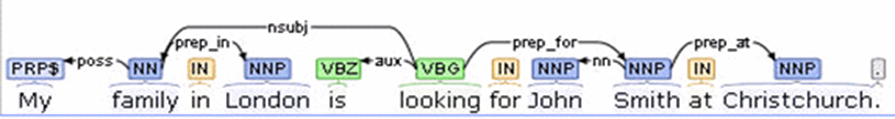 nsubj
prep_in prep_for prep_at
PRP$ poss NN IN NNP VBZ aux VBG IN NNP nn NNP IN NNP .
My family in London is looking for John Smith at Christchurch.